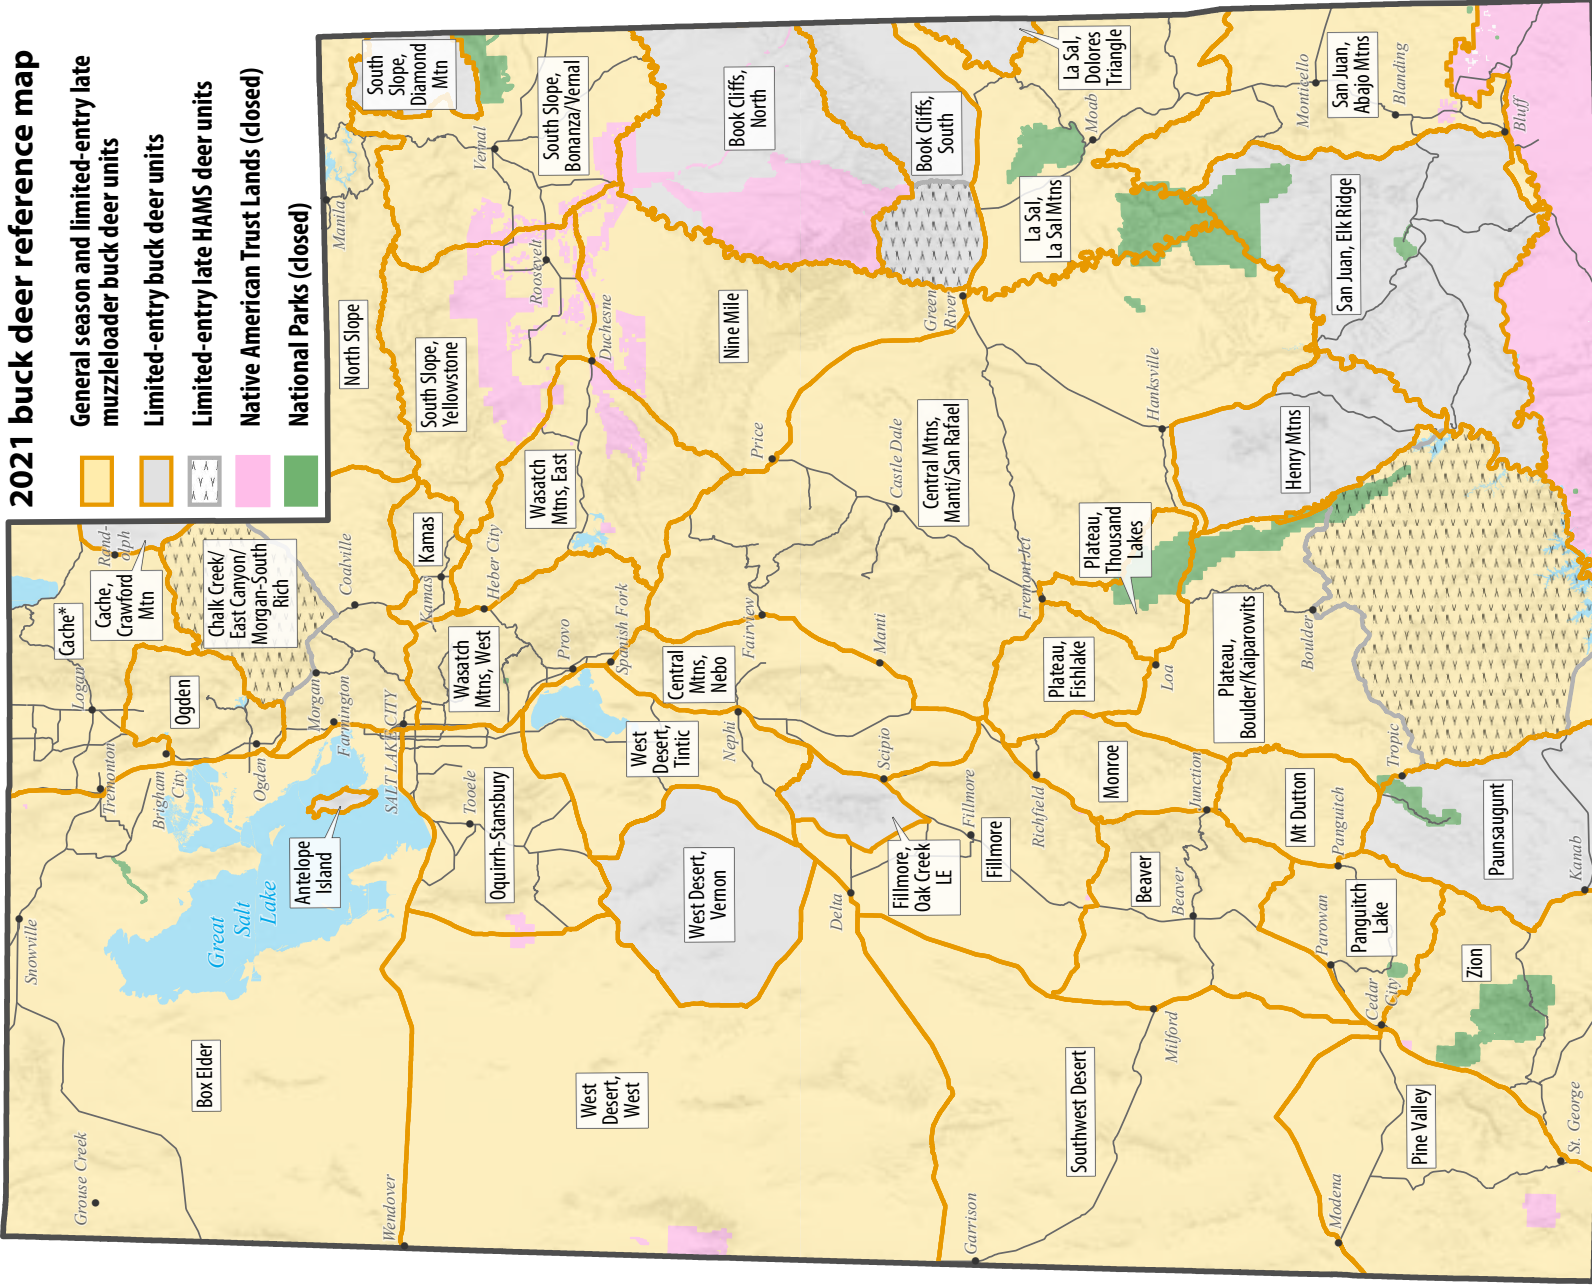 2021 buck deer reference map
General season and limited-entry late
muzzleloader buck deer units
Limited-entry buck deer units
Limited-entry late HAMS deer units
Native American Trust Lands (closed)
National Parks (closed)
Grouse Creek
Snowville
Tremonton
Logan
Cache*
Rand-
olph
Cache,
Crawford
Mtn
Box Elder
Great
Salt
Lake
Brigham
City
Ogden
Ogden
Morgan
Chalk Creek/
East Canyon/
Morgan-South
Rich
Antelope
Island
Farmington
Coalville
North Slope
Manila
South
Slope,
Diamond
Mtn
Wendover
SALT LAKE CITY
Kamas
Kamas
South Slope,
Yellowstone
Vernal
Tooele
Oquirrh-Stansbury
Wasatch
Mtns, West
Heber City
Wasatch
Mtns, East
Roosevelt
South Slope,
Bonanza/Vernal
Provo
Spanish Fork
Duchesne
West
Desert,
West
West
Desert,
Tintic
Central
Mtns,
Nebo
West Desert,
Vernon
Nephi
Fairview
Price
Nine Mile
Book Cliffs,
North
Delta
Scipio
Manti
Castle Dale
Fillmore,
Oak Creek
LE
Central Mtns,
Manti/San Rafael
Green
River
Book Cliffs,
South
Garrison
Fillmore
Fillmore
Richfield
Fremont Jct
Southwest Desert
Plateau,
Fishlake
La Sal,
La Sal Mtns
Moab
La Sal,
Dolores
Triangle
Monroe
Plateau,
Thousand
Lakes
Milford
Beaver
Beaver
Junction
Loa
Hanksville
Plateau,
Boulder/Kaiparowits
Henry Mtns
Mt Dutton
Boulder
Monticello
San Juan, Elk Ridge
San Juan,
Abajo Mtns
Modena
Cedar
City
Parowan
Panguitch
Lake
Panguitch
Tropic
Blanding
Pine Valley
Zion
Paunsaugunt
Bluff
St. George
Kanab